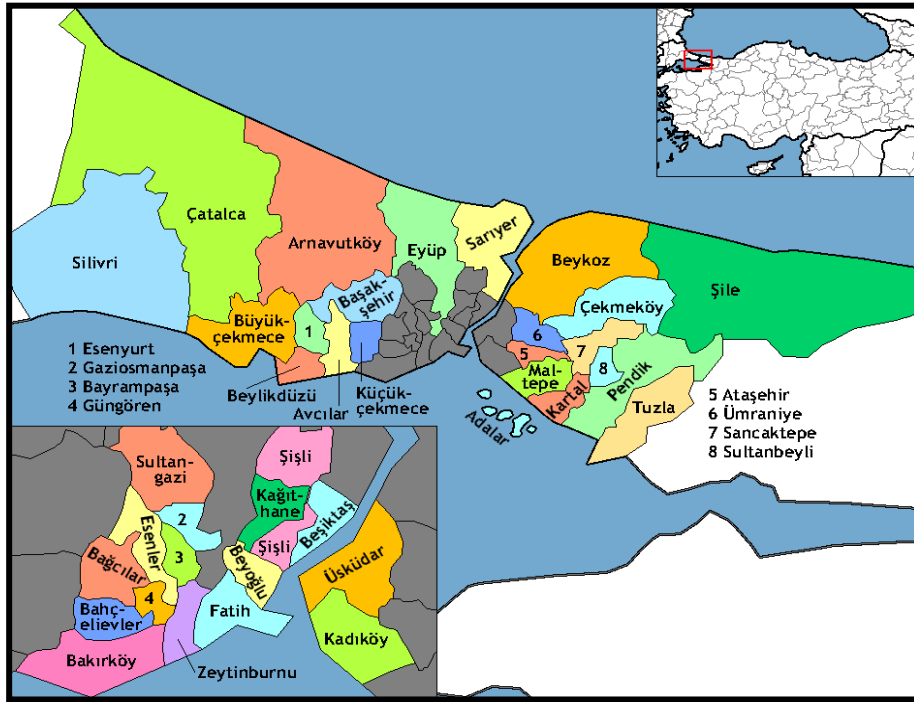 Çatalca
Silivri
Arnavutköy
Eyüp
Sarıyer
Beykoz
Şile
Çekmeköy
Başak-
şehir
Büyük-
çekmece
1
6
7
5
8
Mal-
tepe
Kartal
Pendik
Tuzla
Adalar
Beylikdüzü
Avcılar
Küçük-
çekmece
1 Esenyurt
2 Gaziosmanpaşa
3 Bayrampaşa
4 Güngören
5 Ataşehir
6 Ümraniye
7 Sancaktepe
8 Sultanbeyli
Sultan-
gazi
Şişli
Kağıt-
hane
Beşiktaş
2
Esenler
3
Şişli
Beyoğlu
Üsküdar
Bağcılar
4
Bahç-
elievler
Fatih
Kadıköy
Bakırköy
Zeytinburnu